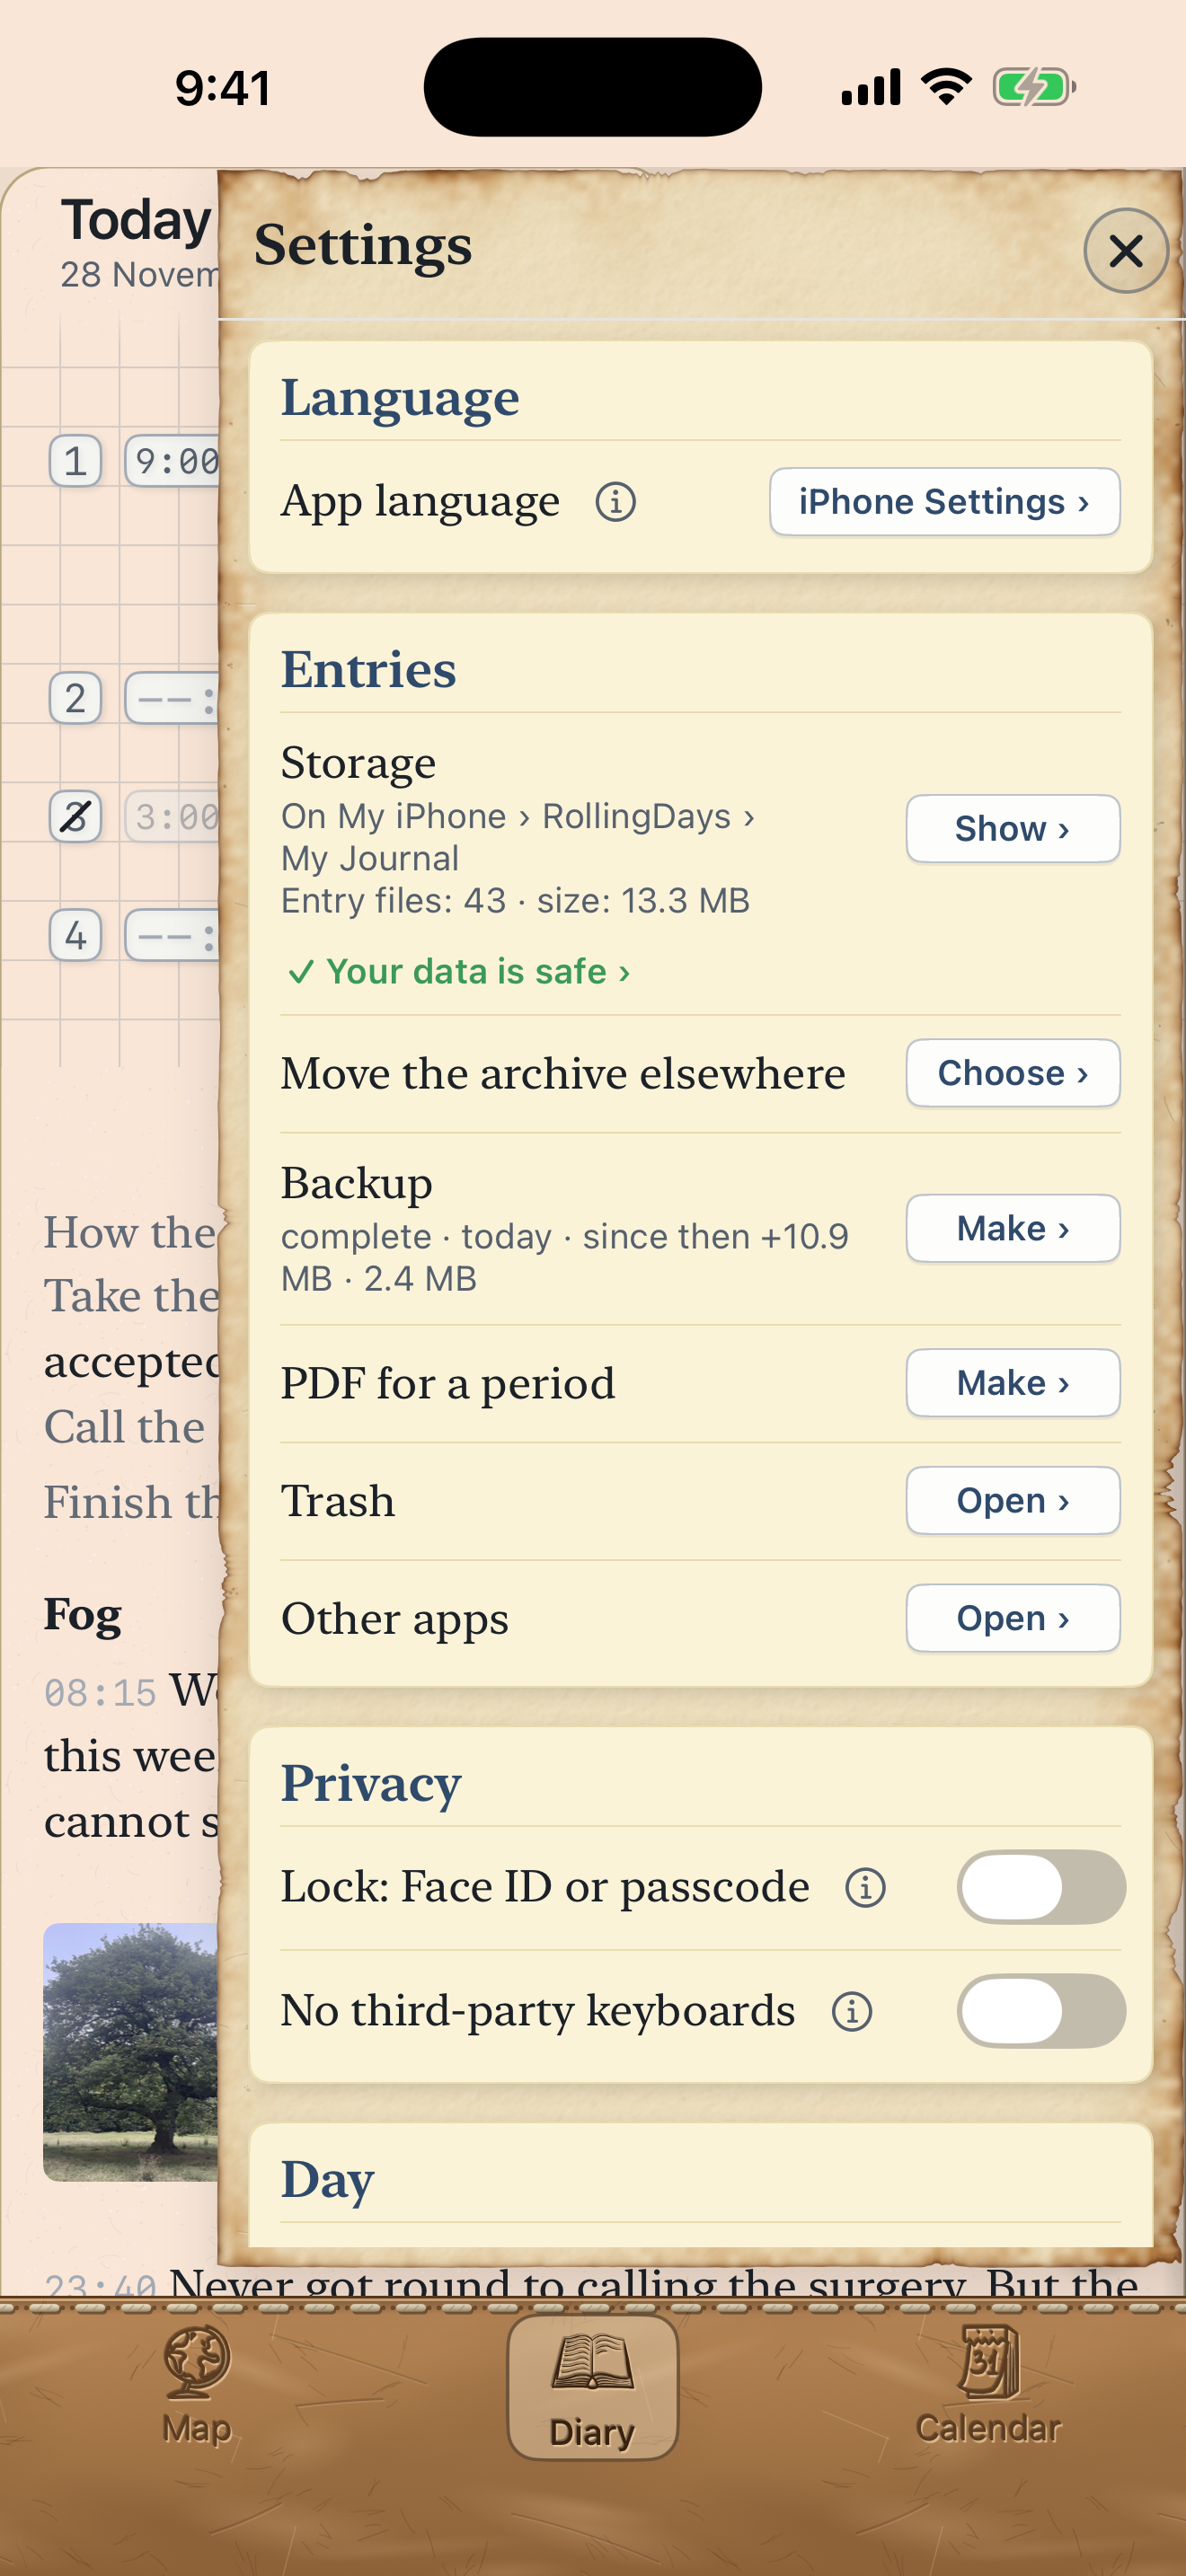 9:41
Today
28 Novem
Settings
Language
App language
iPhone Settings ›
1
9:00
Entries
2
--:
Storage
On My iPhone › RollingDays ›
My Journal
Entry files: 43 · size: 13.3 MB
Show ›
3
3:00
4
--:
✓ Your data is safe ›
Move the archive elsewhere
Choose ›
Backup
complete · today · since then +10.9
MB · 2.4 MB
Make ›
How the
Take the
accepted
Call the
Finish th
PDF for a period
Make ›
Trash
Open ›
Other apps
Open ›
Fog
08:15
this wee
cannot s
Privacy
Lock: Face ID or passcode
No third-party keyboards
Day
23:40 Never got round to calling the surgery. But the
Map
Diary
31
Calendar